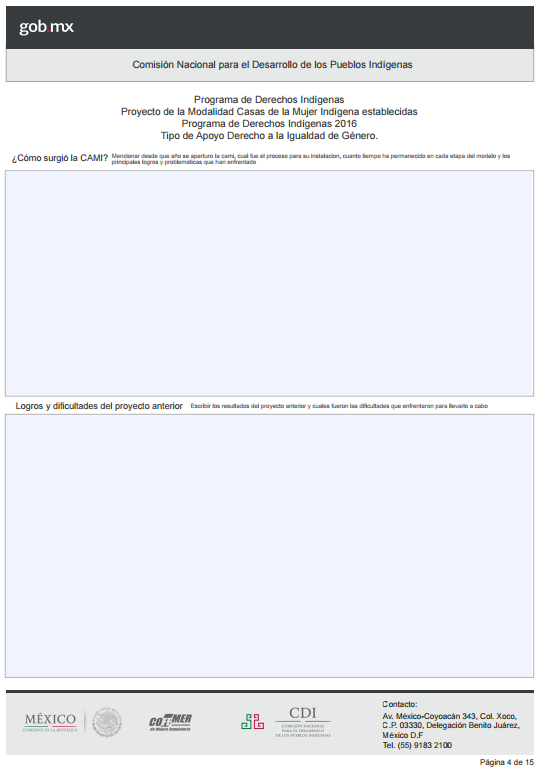 gob.mx
Comisión Nacional para el Desarrollo de los Pueblos Indígenas
Programa de Derechos Indígenas
Proyecto de la Modalidad Casas de la Mujer Indígena establecidas
Programa de Derechos Indígenas 2016
Tipo de Apoyo Derecho a la Igualdad de Género.
¿Cómo surgió la CAMI? Mencionar desde que año se aperturo la cami, cual fue el proceso para su instalacion, cuanto tiempo ha permanecido en cada etapa del modelo y los
principales logros y problematicas que han enfrentado
Logros y dificultades del proyecto anterior Escribir los resultados del proyecto anterior y cuales fueron las dificultades que enfrentaron para llevarlo a cabo
MÉXICO
GOBIERNO DE LA REPÚBLICA
COFEMER
de Mejora Regulatoria
CDI
COMISIÓN NACIONAL
PARA EL DESARROLLO
DE LOS PUEBLOS INDÍGENAS
Contacto:
Av. México-Coyoacán 343, Col. Xoco,
C.P. 03330, Delegación Benito Juárez,
México D.F
Tel. (55) 9183 2100
Página 4 de 15